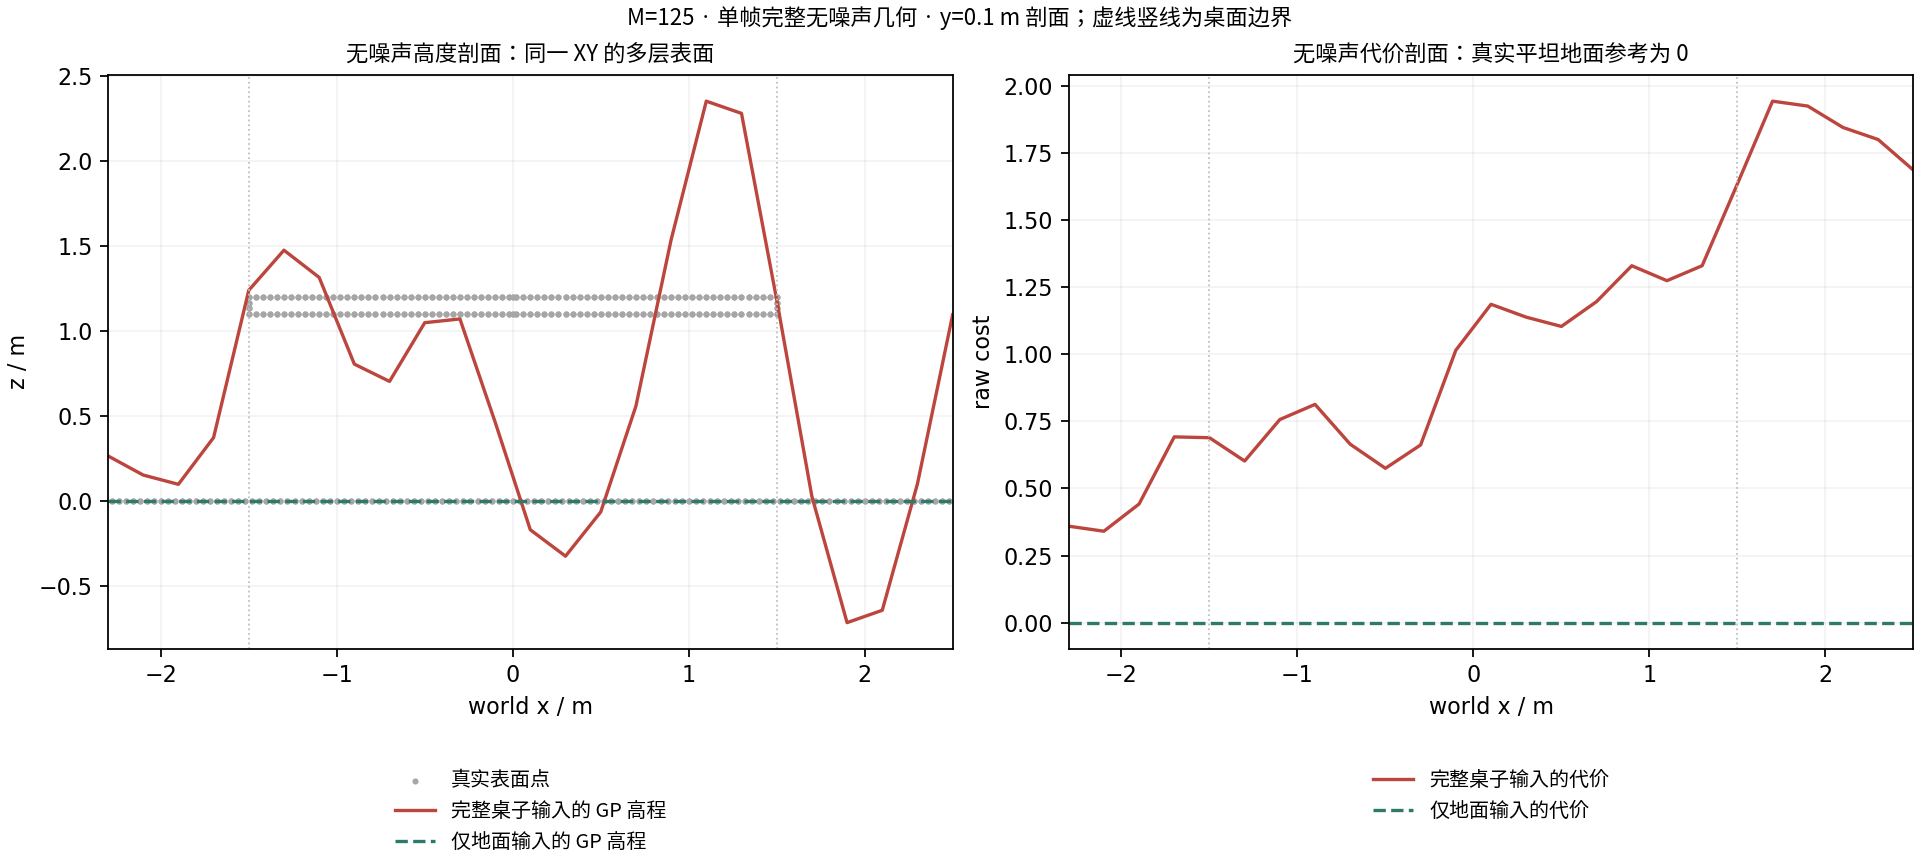 M=125 · 单帧完整无噪声几何 · y=0.1 m 剖面；虚线竖线为桌面边界
无噪声高度剖面：同一 XY 的多层表面
2.5
2.0
1.5
1.0
0.5
0.0
−0.5
z / m
−2
−1
0
1
2
world x / m
真实表面点
完整桌子输入的 GP 高程
仅地面输入的 GP 高程
无噪声代价剖面：真实平坦地面参考为 0
2.00
1.75
1.50
1.25
1.00
0.75
0.50
0.25
0.00
raw cost
−2
−1
0
1
2
world x / m
完整桌子输入的代价
仅地面输入的代价